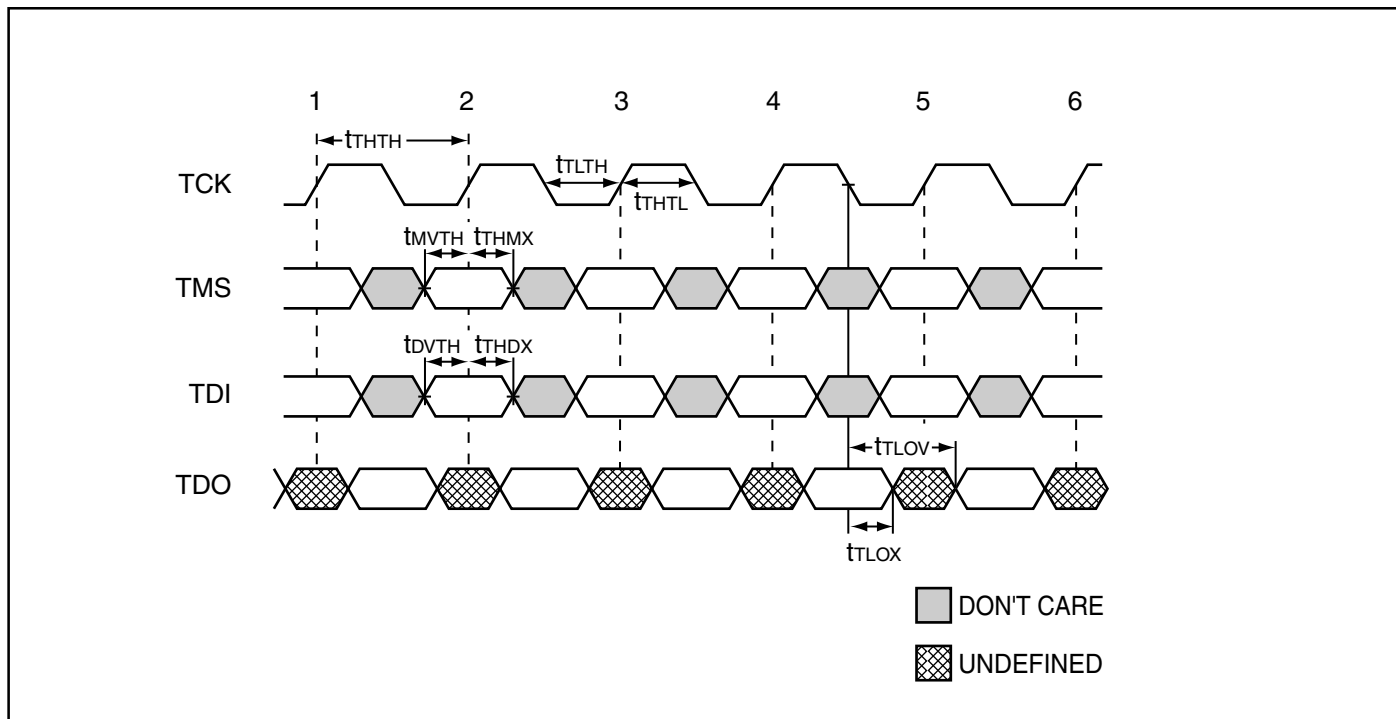 1 2 3 4 5 6
tTHTH
tTLTH
TCK
tTHTL
tMVTH tTHMX
TMS
tDVTH tTHDX
TDI
tTLOV
TDO
tTLOX
DON'T CARE
UNDEFINED